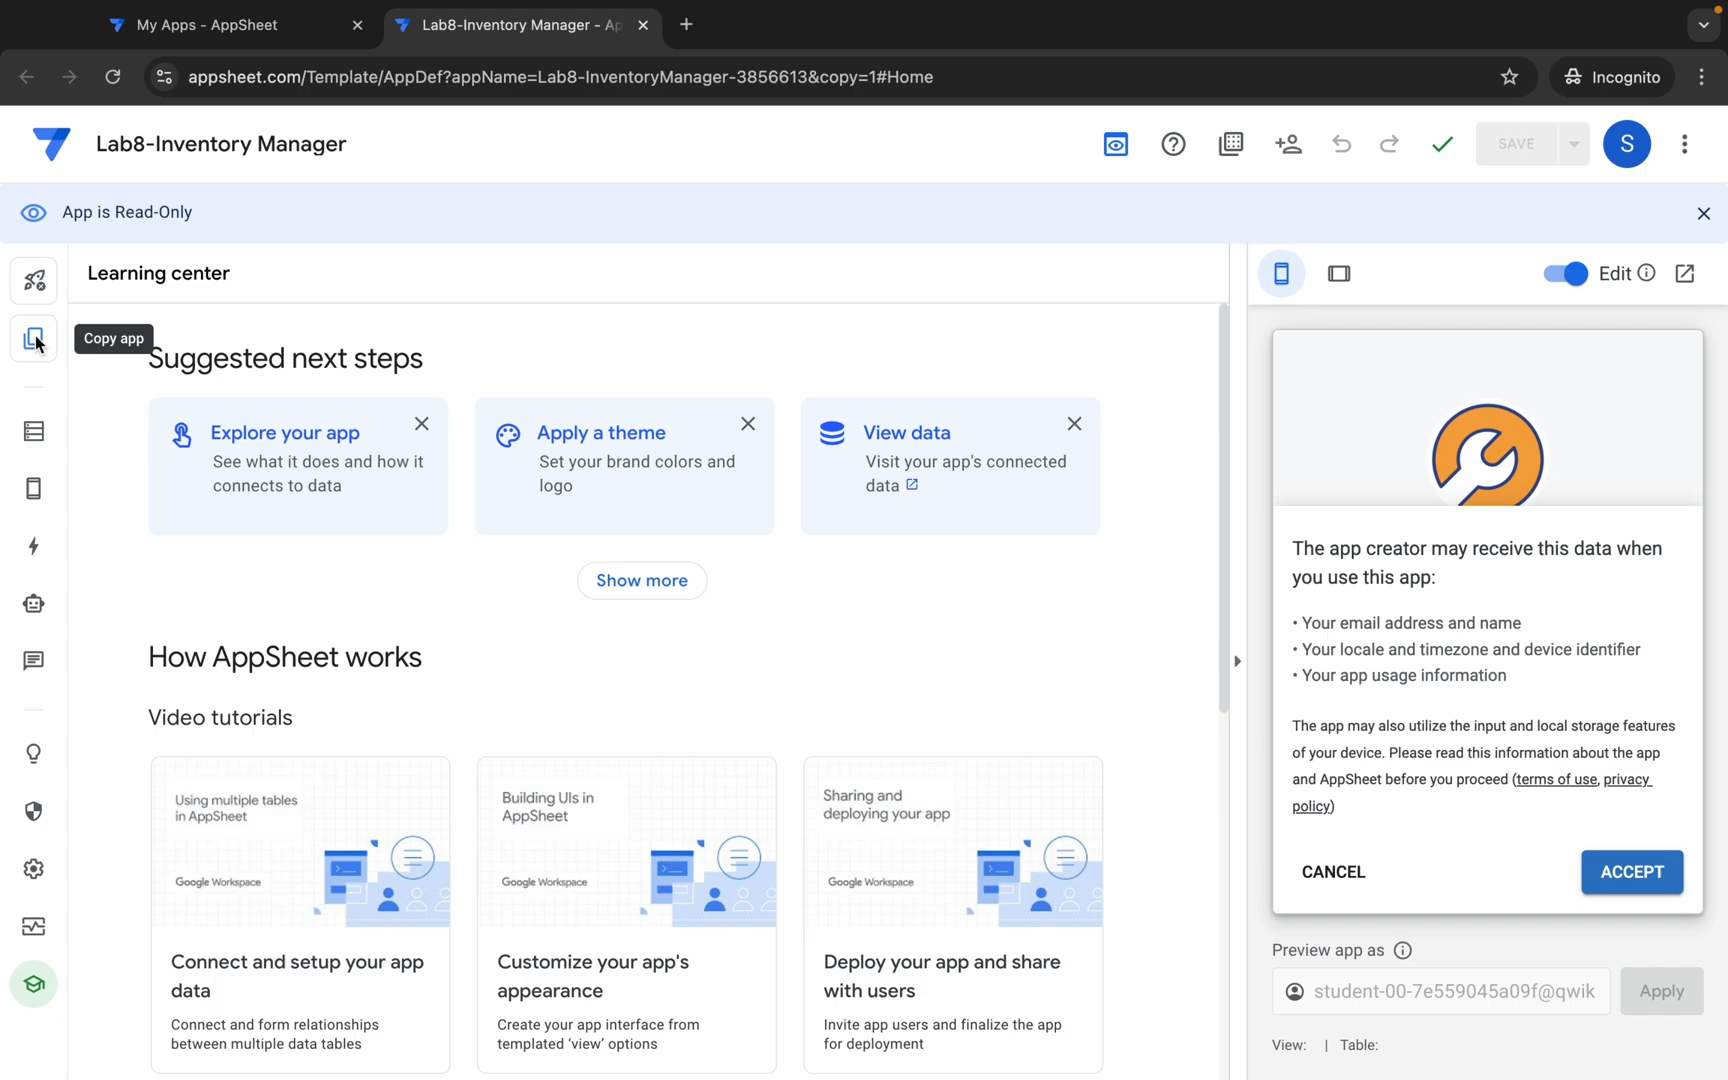 My Apps - AppSheet
Lab8-Inventory Manager - Ap
appsheet.com/Template/AppDef?appName=Lab8-InventoryManager-3856613&copy=1#Home
Incognito
Lab8-Inventory Manager
SAVE
S
App is Read-Only
Learning center
Edit
Copy app
Suggested next steps
Explore your app
See what it does and how it
connects to data
Apply a theme
Set your brand colors and
logo
View data
Visit your app's connected
data
Show more
How AppSheet works
Video tutorials
Using multiple tables
in AppSheet
Google Workspace
Connect and setup your app
data
Connect and form relationships
between multiple data tables
Building UIs in
AppSheet
Google Workspace
Customize your app's
appearance
Create your app interface from
templated ‘view’ options
Sharing and
deploying your app
Google Workspace
Deploy your app and share
with users
Invite app users and finalize the app
for deployment
The app creator may receive this data when
you use this app:
• Your email address and name
• Your locale and timezone and device identifier
• Your app usage information
The app may also utilize the input and local storage features
of your device. Please read this information about the app
and AppSheet before you proceed (terms of use, privacy
policy)
CANCEL
ACCEPT
Preview app as
student-00-7e559045a09f@qwik
Apply
View: | Table: